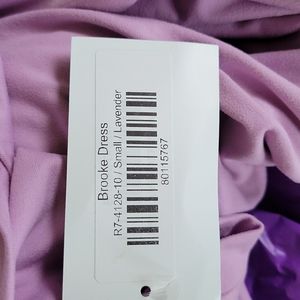 Brooke Dress
R7-4128-10 / Small / Lavender
80115767